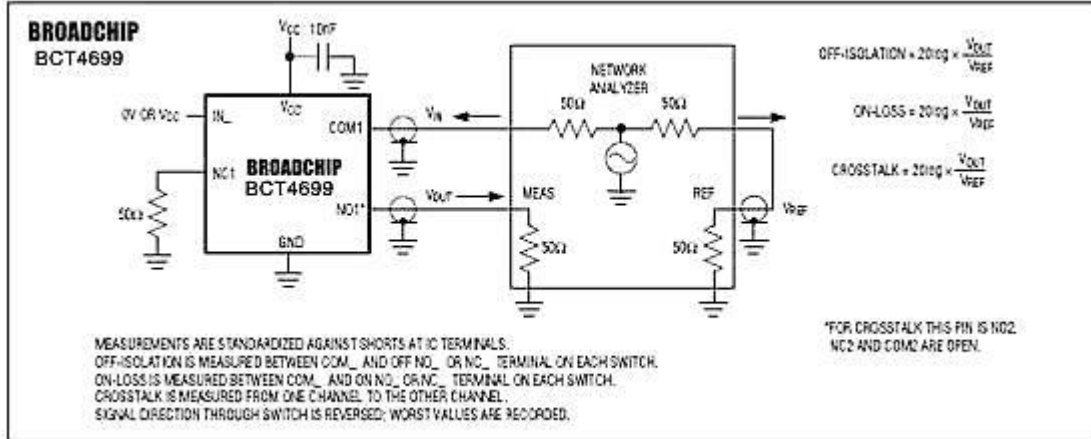 BROADCHIP
BCT4699
VCC 10nF
VCC
0V OR VCC
IN_
COM1
NC1
BROADCHIP
BCT4699
NO1*
GND
50Ω
VIN
VOUT
NETWORK
ANALYZER
50Ω 50Ω
MEAS REF
50Ω 50Ω
VREF
OFF-ISOLATION = 20log × VOUT
VREF
ON-LOSS = 20log × VOUT
VREF
CROSSTALK = 20log × VOUT
VREF
MEASUREMENTS ARE STANDARDIZED AGAINST SHORTS AT IC TERMINALS.
OFF-ISOLATION IS MEASURED BETWEEN COM_ AND OFF NO_ OR NC_ TERMINAL ON EACH SWITCH.
ON-LOSS IS MEASURED BETWEEN COM_ AND ON NO_ OR NC_ TERMINAL ON EACH SWITCH.
CROSSTALK IS MEASURED FROM ONE CHANNEL TO THE OTHER CHANNEL.
SIGNAL DIRECTION THROUGH SWITCH IS REVERSED; WORST VALUES ARE RECORDED.
*FOR CROSSTALK THIS PIN IS NO2.
NC2 AND COM2 ARE OPEN.